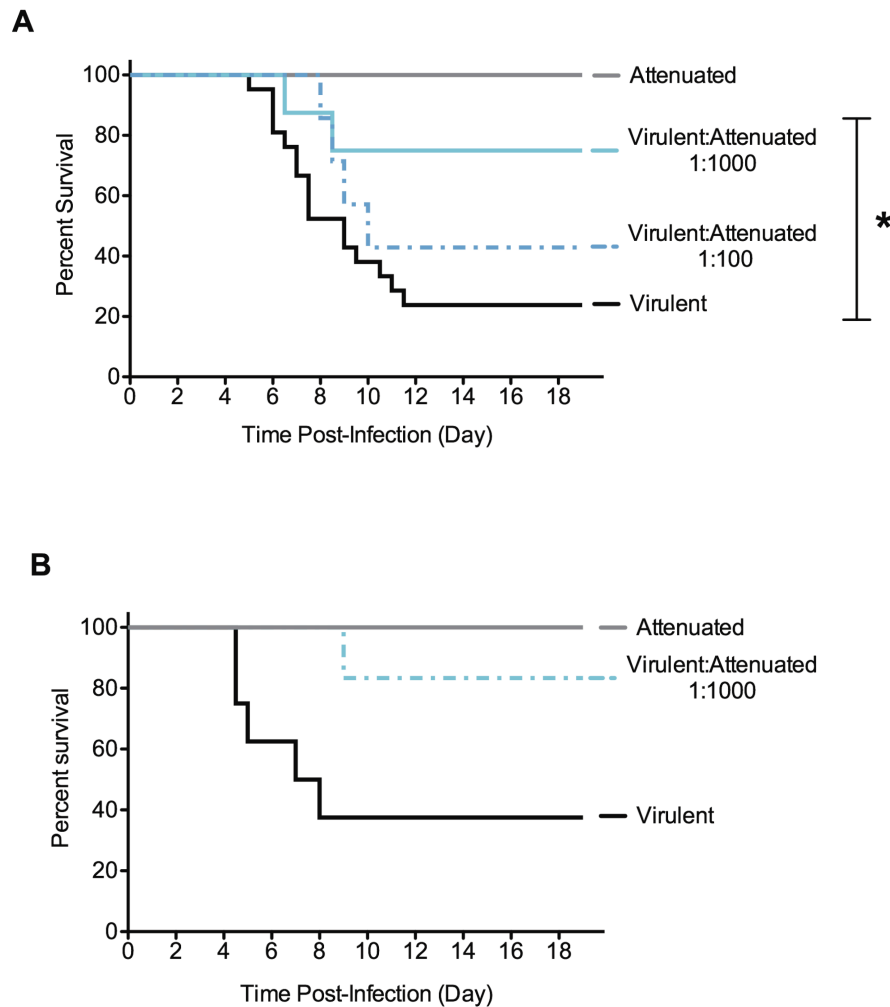 A
100
80
60
40
20
0
Percent Survival
0 2 4 6 8 10 12 14 16 18
Time Post-Infection (Day)
Attenuated
Virulent:Attenuated
1:1000
Virulent:Attenuated
1:100
Virulent
*
B
100
80
60
40
20
0
Percent survival
0 2 4 6 8 10 12 14 16 18
Time Post-Infection (Day)
Attenuated
Virulent:Attenuated
1:1000
Virulent